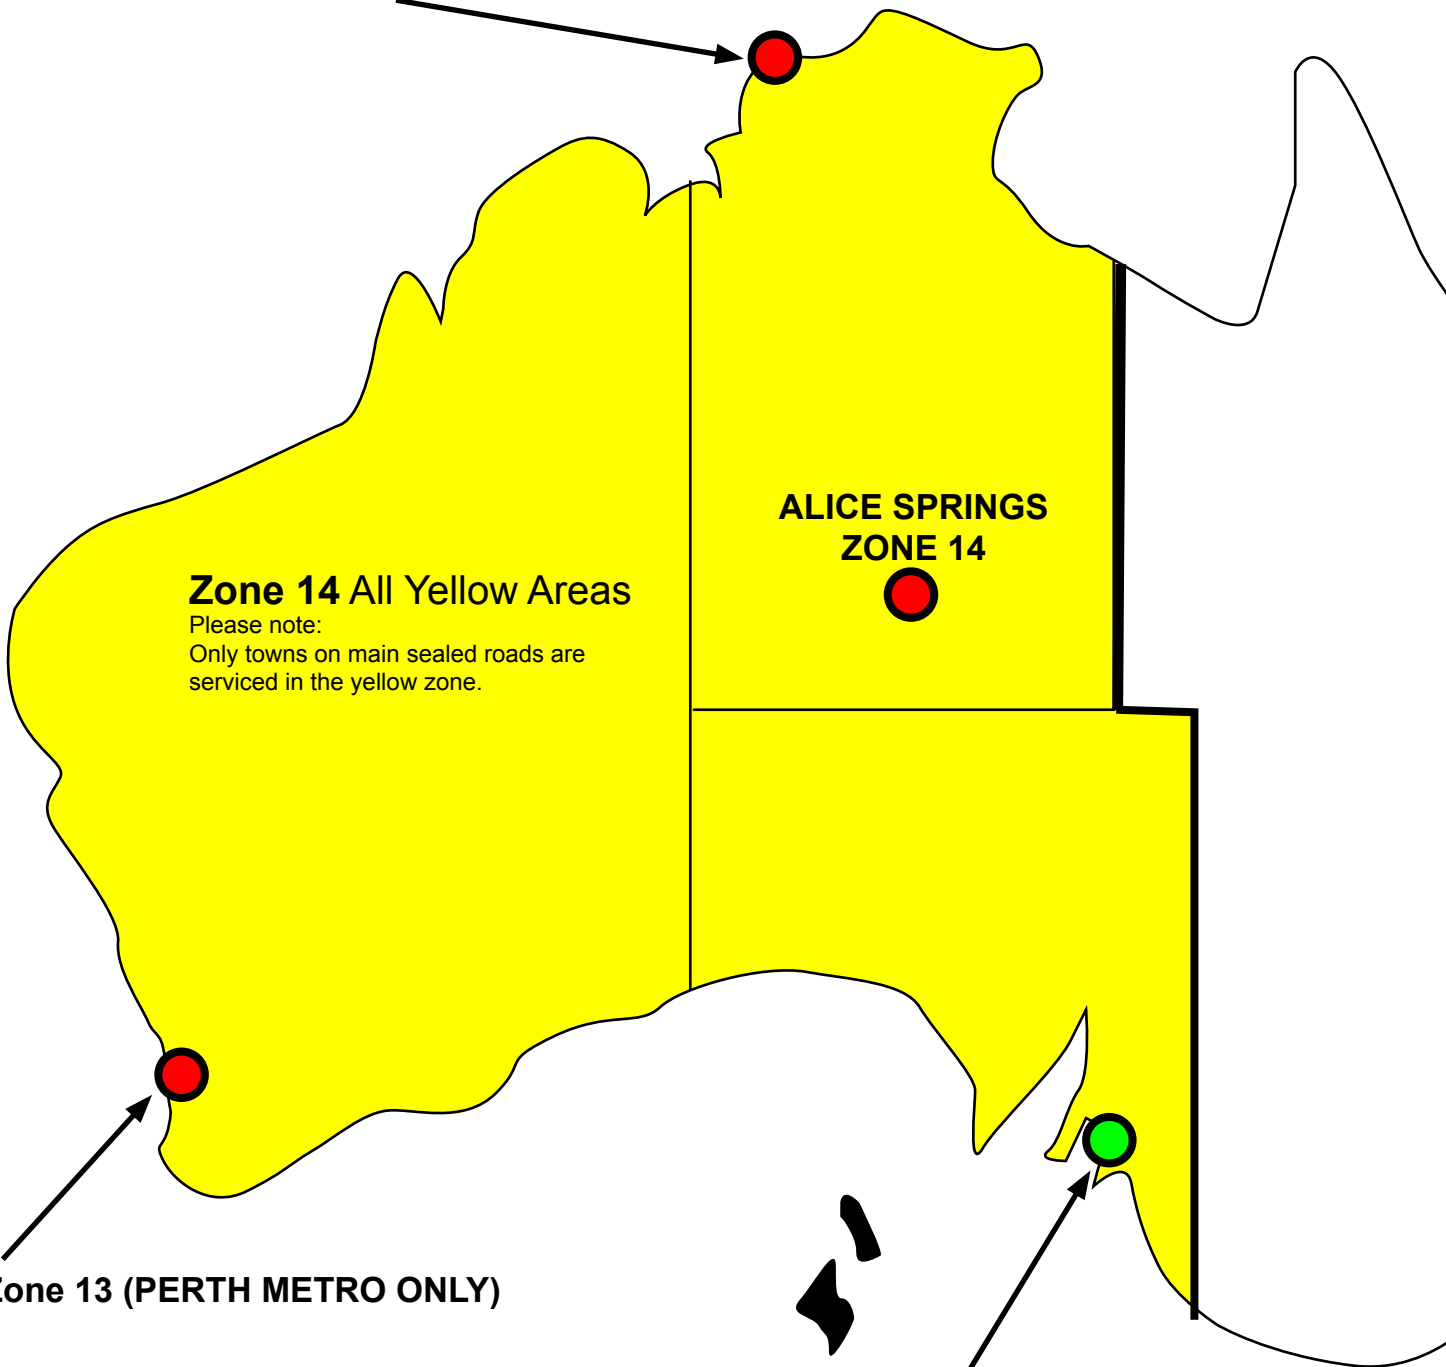 ALICE SPRINGS
ZONE 14
Zone 14 All Yellow Areas
Please note:
Only towns on main sealed roads are
serviced in the yellow zone.
Zone 13 (PERTH METRO ONLY)